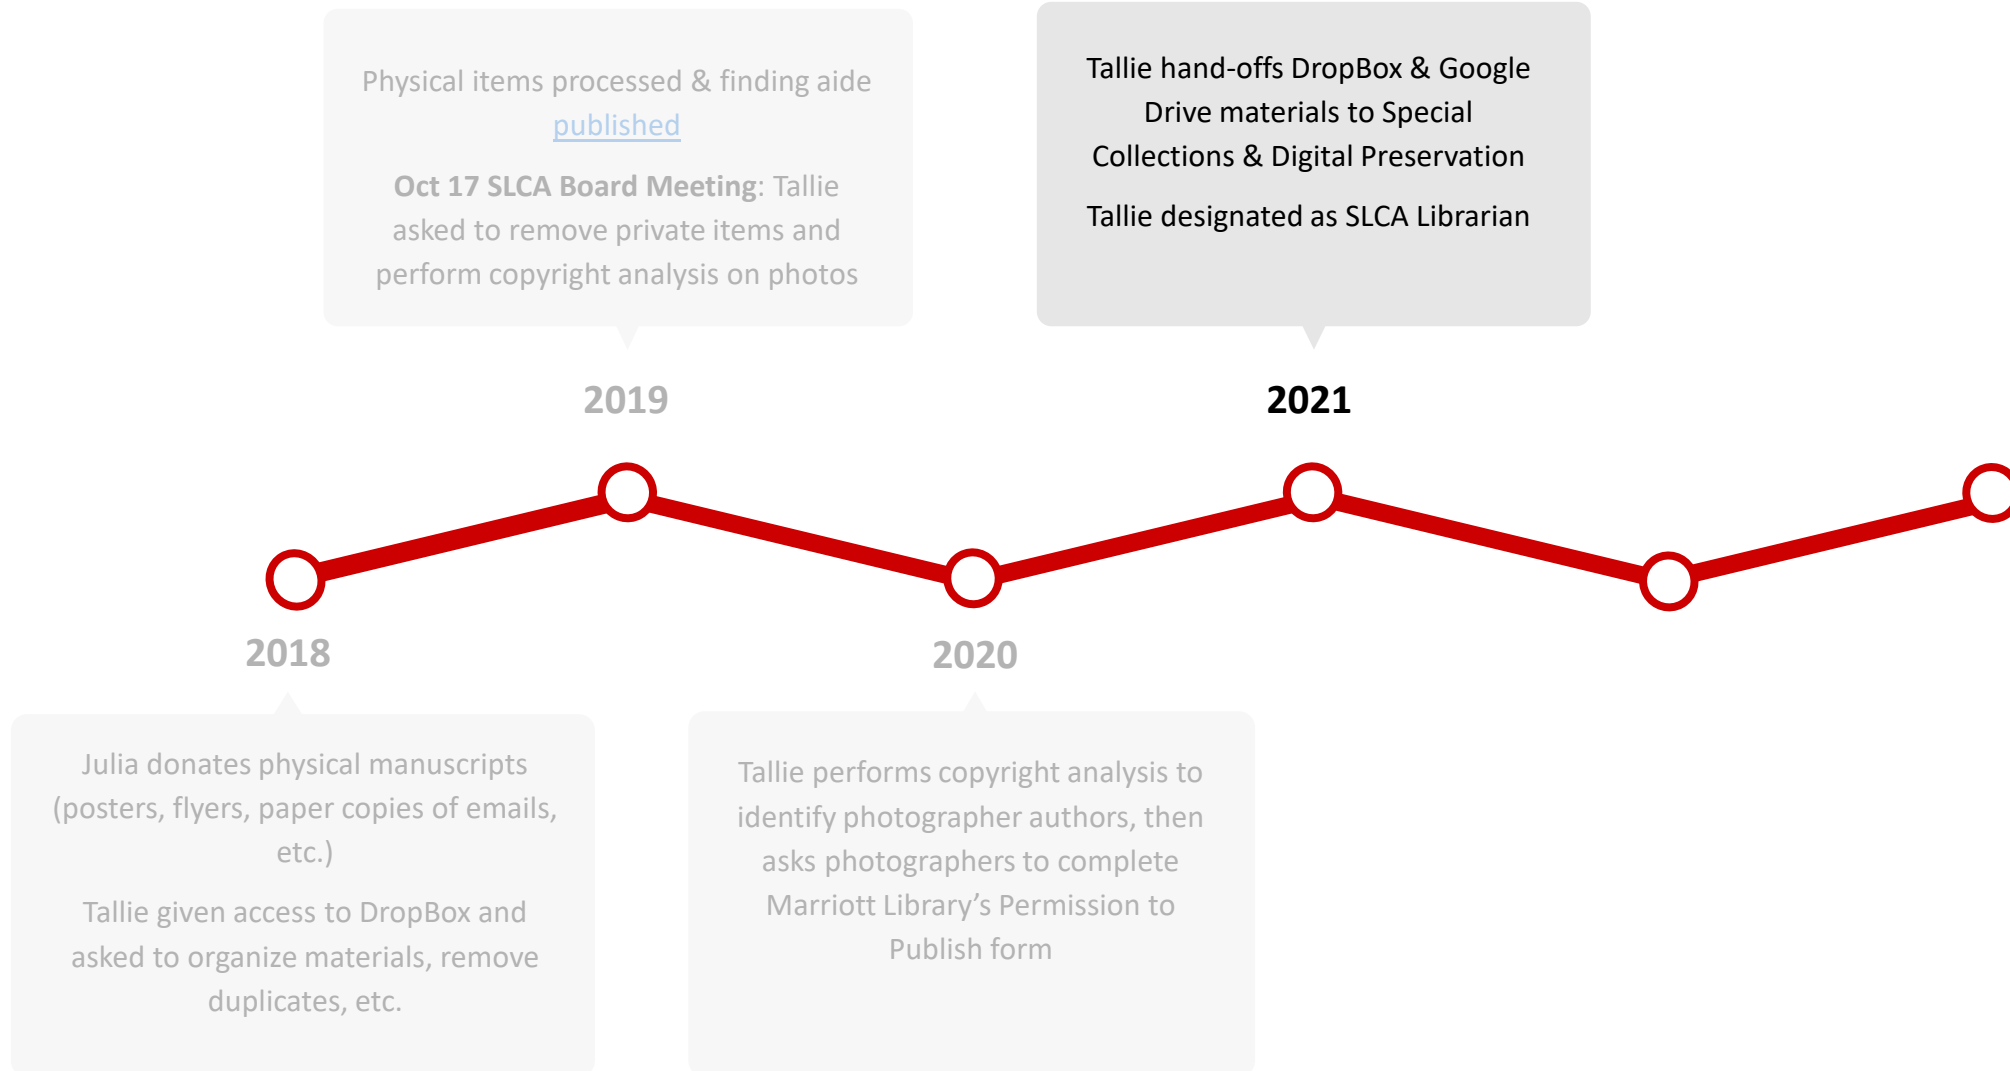 Physical items processed & finding aide
published
Oct 17 SLCA Board Meeting: Tallie
asked to remove private items and
perform copyright analysis on photos
2019
Tallie hand-offs DropBox & Google
Drive materials to Special
Collections & Digital Preservation
Tallie designated as SLCA Librarian
2021
2018
Julia donates physical manuscripts
(posters, flyers, paper copies of emails,
etc.)
Tallie given access to DropBox and
asked to organize materials, remove
duplicates, etc.
2020
Tallie performs copyright analysis to
identify photographer authors, then
asks photographers to complete
Marriott Library’s Permission to
Publish form